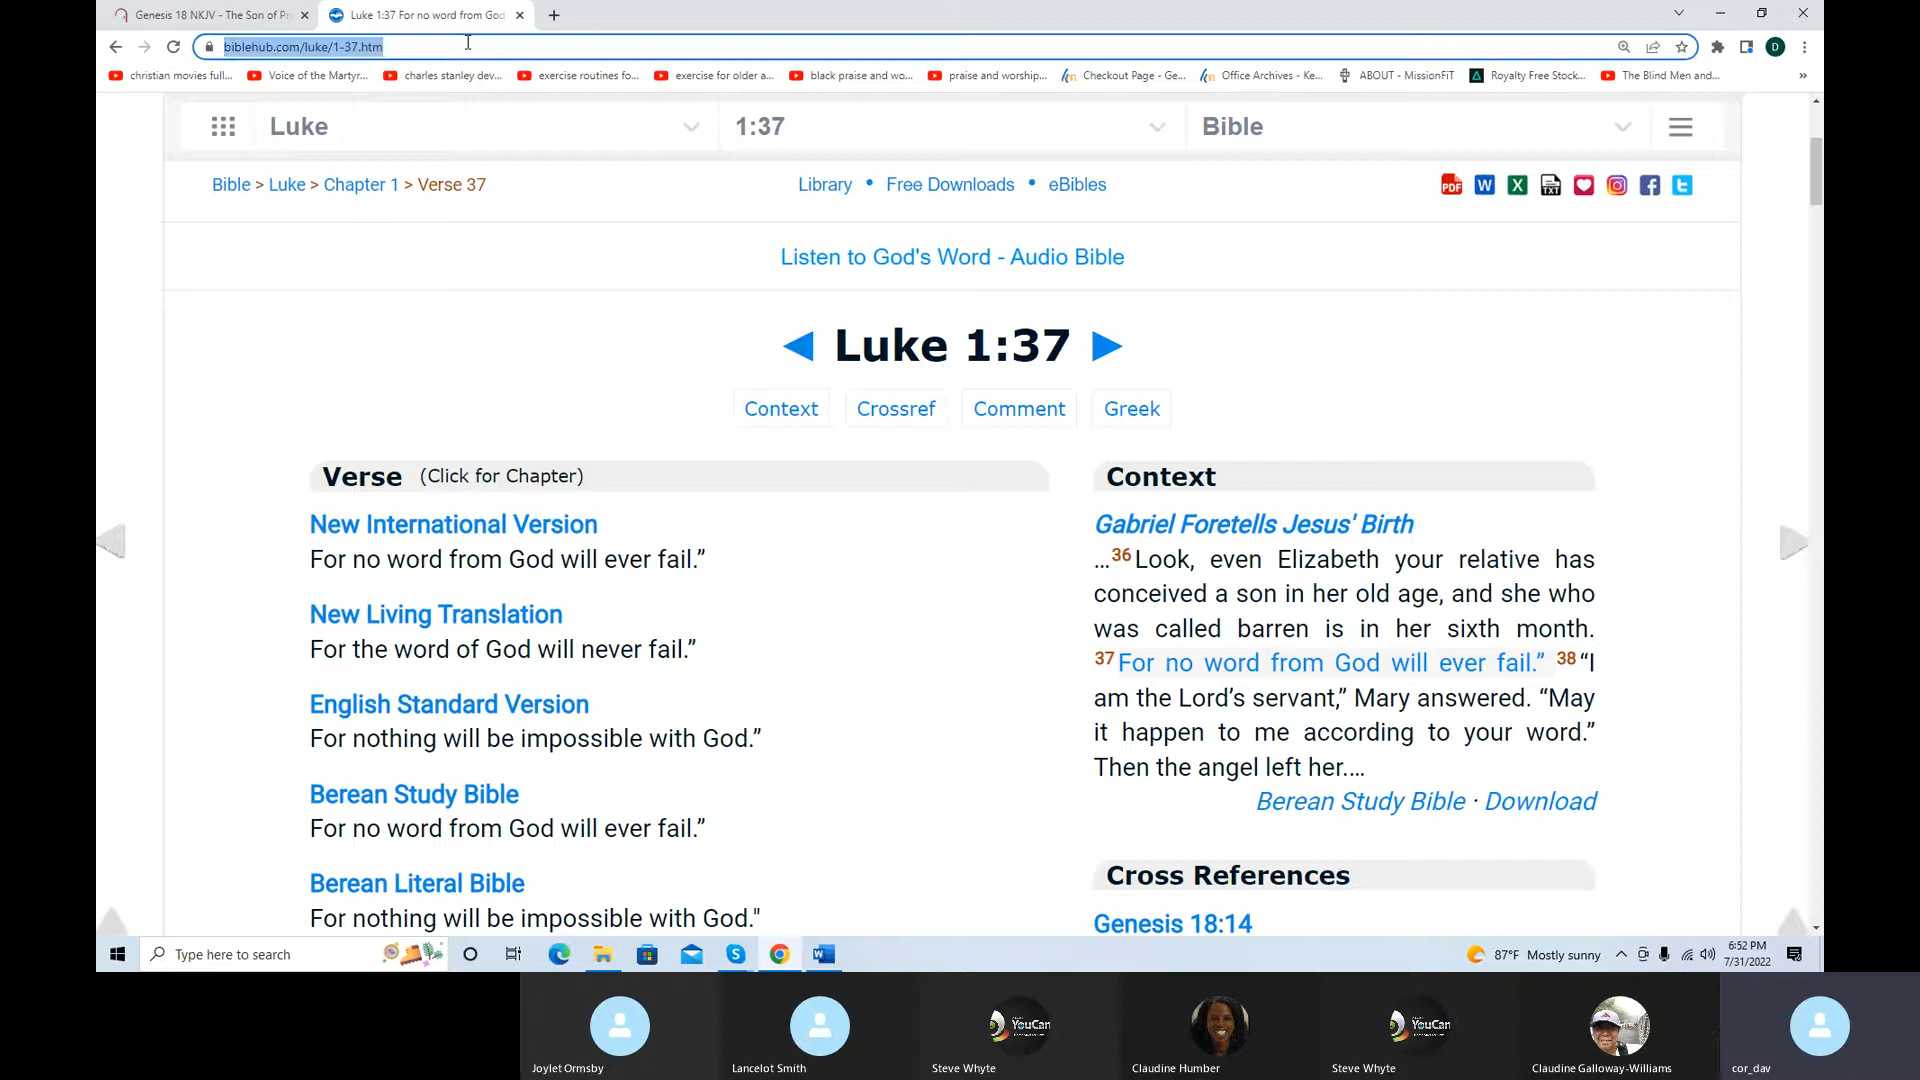 Genesis 18 NKJV - The Son of Pr
Luke 1:37 For no word from God
biblehub.com/luke/1-37.htm
D
christian movies full...
Voice of the Martyr...
charles stanley dev...
exercise routines fo...
exercise for older a...
black praise and wo...
praise and worship...
Checkout Page - Ge...
Office Archives - Ke...
ABOUT - MissionFiT
Royalty Free Stock...
The Blind Men and...
Luke
1:37
Bible
Bible > Luke > Chapter 1 > Verse 37
Library • Free Downloads • eBibles
PDF W X TXT
Listen to God's Word - Audio Bible
◄ Luke 1:37 ►
Context
Crossref
Comment
Greek
Verse (Click for Chapter)
New International Version
For no word from God will ever fail.”
New Living Translation
For the word of God will never fail.”
English Standard Version
For nothing will be impossible with God.”
Berean Study Bible
For no word from God will ever fail.”
Berean Literal Bible
For nothing will be impossible with God."
Context
Gabriel Foretells Jesus' Birth
…36Look, even Elizabeth your relative has
conceived a son in her old age, and she who
was called barren is in her sixth month.
37For no word from God will ever fail.” 38“I
am the Lord’s servant,” Mary answered. “May
it happen to me according to your word.”
Then the angel left her.…
Berean Study Bible · Download
Cross References
Genesis 18:14
Type here to search
87°F Mostly sunny
6:52 PM
7/31/2022
YouCan
YouCan
Joylet Ormsby
Lancelot Smith
Steve Whyte
Claudine Humber
Steve Whyte
Claudine Galloway-Williams
cor_dav